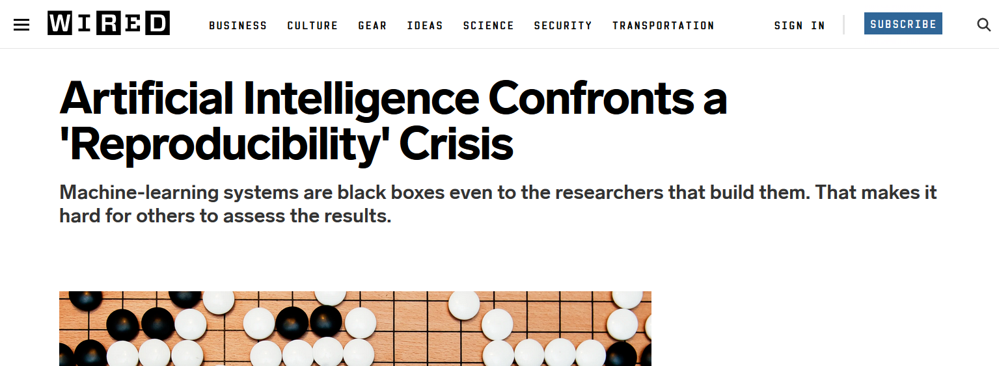 WIRED BUSINESS CULTURE GEAR IDEAS SCIENCE SECURITY TRANSPORTATION SIGN IN SUBSCRIBE
Artificial Intelligence Confronts a
'Reproducibility' Crisis
Machine-learning systems are black boxes even to the researchers that build them. That makes it
hard for others to assess the results.